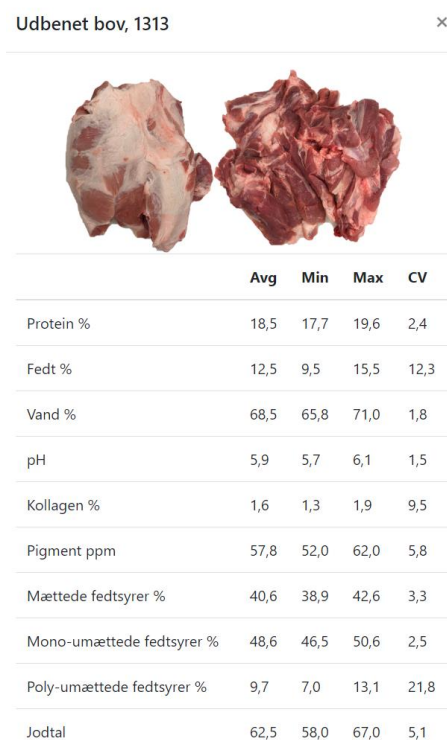 Udbenet bov, 1313 ×
Avg Min Max CV
Protein % 18,5 17,7 19,6 2,4
Fedt % 12,5 9,5 15,5 12,3
Vand % 68,5 65,8 71,0 1,8
pH 5,9 5,7 6,1 1,5
Kollagen % 1,6 1,3 1,9 9,5
Pigment ppm 57,8 52,0 62,0 5,8
Mættede fedtsyrer % 40,6 38,9 42,6 3,3
Mono-umættede fedtsyrer % 48,6 46,5 50,6 2,5
Poly-umættede fedtsyrer % 9,7 7,0 13,1 21,8
Jodtal 62,5 58,0 67,0 5,1